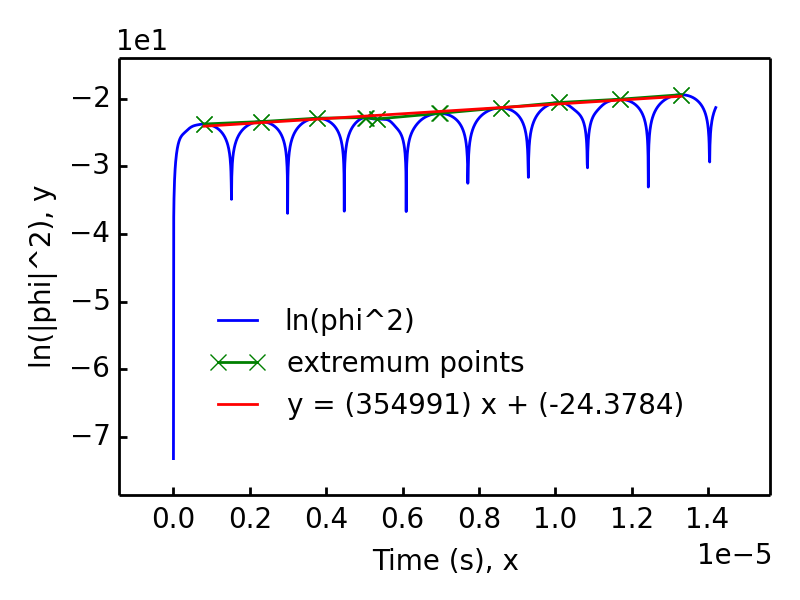 1e1
−2
−3
−4
−5
−6
−7
ln(|phi|^2), y
ln(phi^2)
extremum points
y = (354991) x + (-24.3784)
0.0 0.2 0.4 0.6 0.8 1.0 1.2 1.4
1e−5
Time (s), x